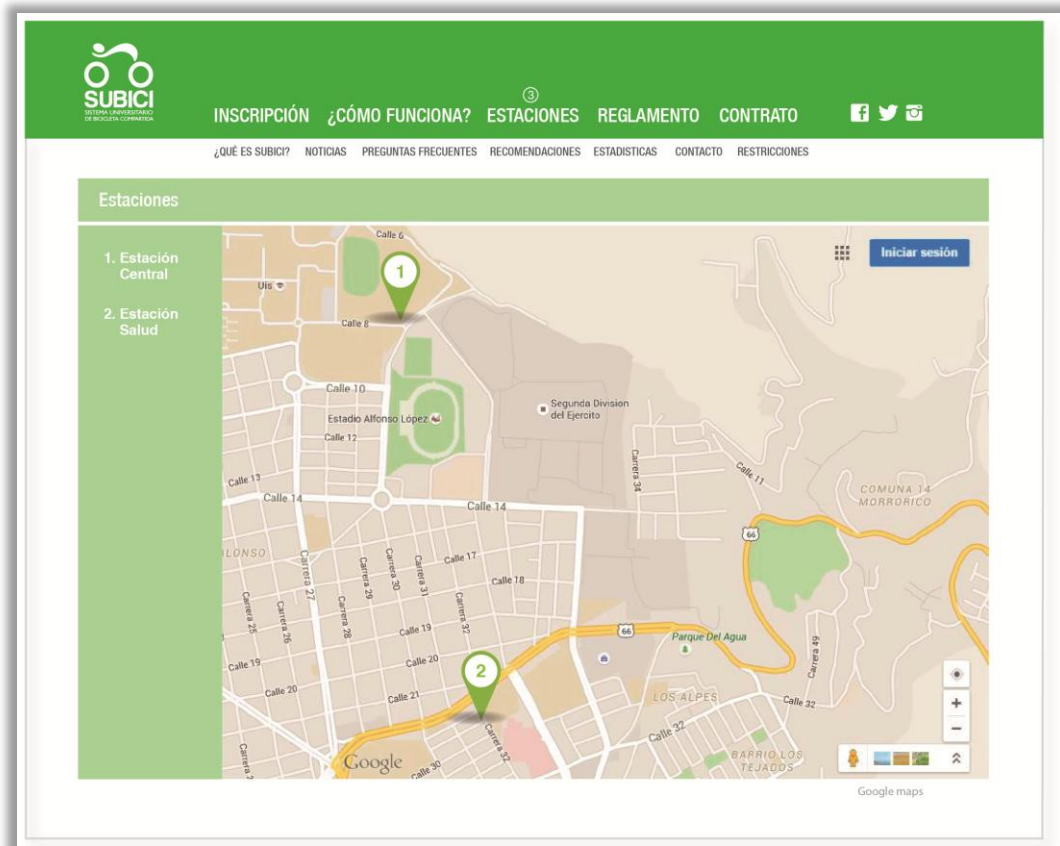 SUBICI
SISTEMA UNIVERSITARIO
DE BICICLETA COMPARTIDA
3
INSCRIPCIÓN ¿CÓMO FUNCIONA? ESTACIONES REGLAMENTO CONTRATO
¿QUÉ ES SUBICI? NOTICIAS PREGUNTAS FRECUENTES RECOMENDACIONES ESTADISTICAS CONTACTO RESTRICCIONES
Estaciones
1. Estación
Central
2. Estación
Salud
Calle 6
Iniciar sesión
1
Uis
Calle 8
Calle 10
Segunda Division
del Ejercito
Estadio Alfonso López
Calle 12
Carrera 34
Calle 11
Calle 13
COMUNA 14
MORRORICO
Calle 14
Calle 14
66
LONSO
Calle 17
Carrera 27
Carrera 29
Carrera 30
Carrera 31
Calle 18
Carrera 25
Carrera 26
Carrera 28
Calle 19
Carrera 32
66
Parque Del Agua
Carrera 49
Calle 19
Calle 20
2
Calle 20
Calle 21
LOS ALPES
Calle 32
Calle 32
Carrera 32
BARRIO LOS
TEJADOS
Google
Calle 30
Carrera 2
Google maps